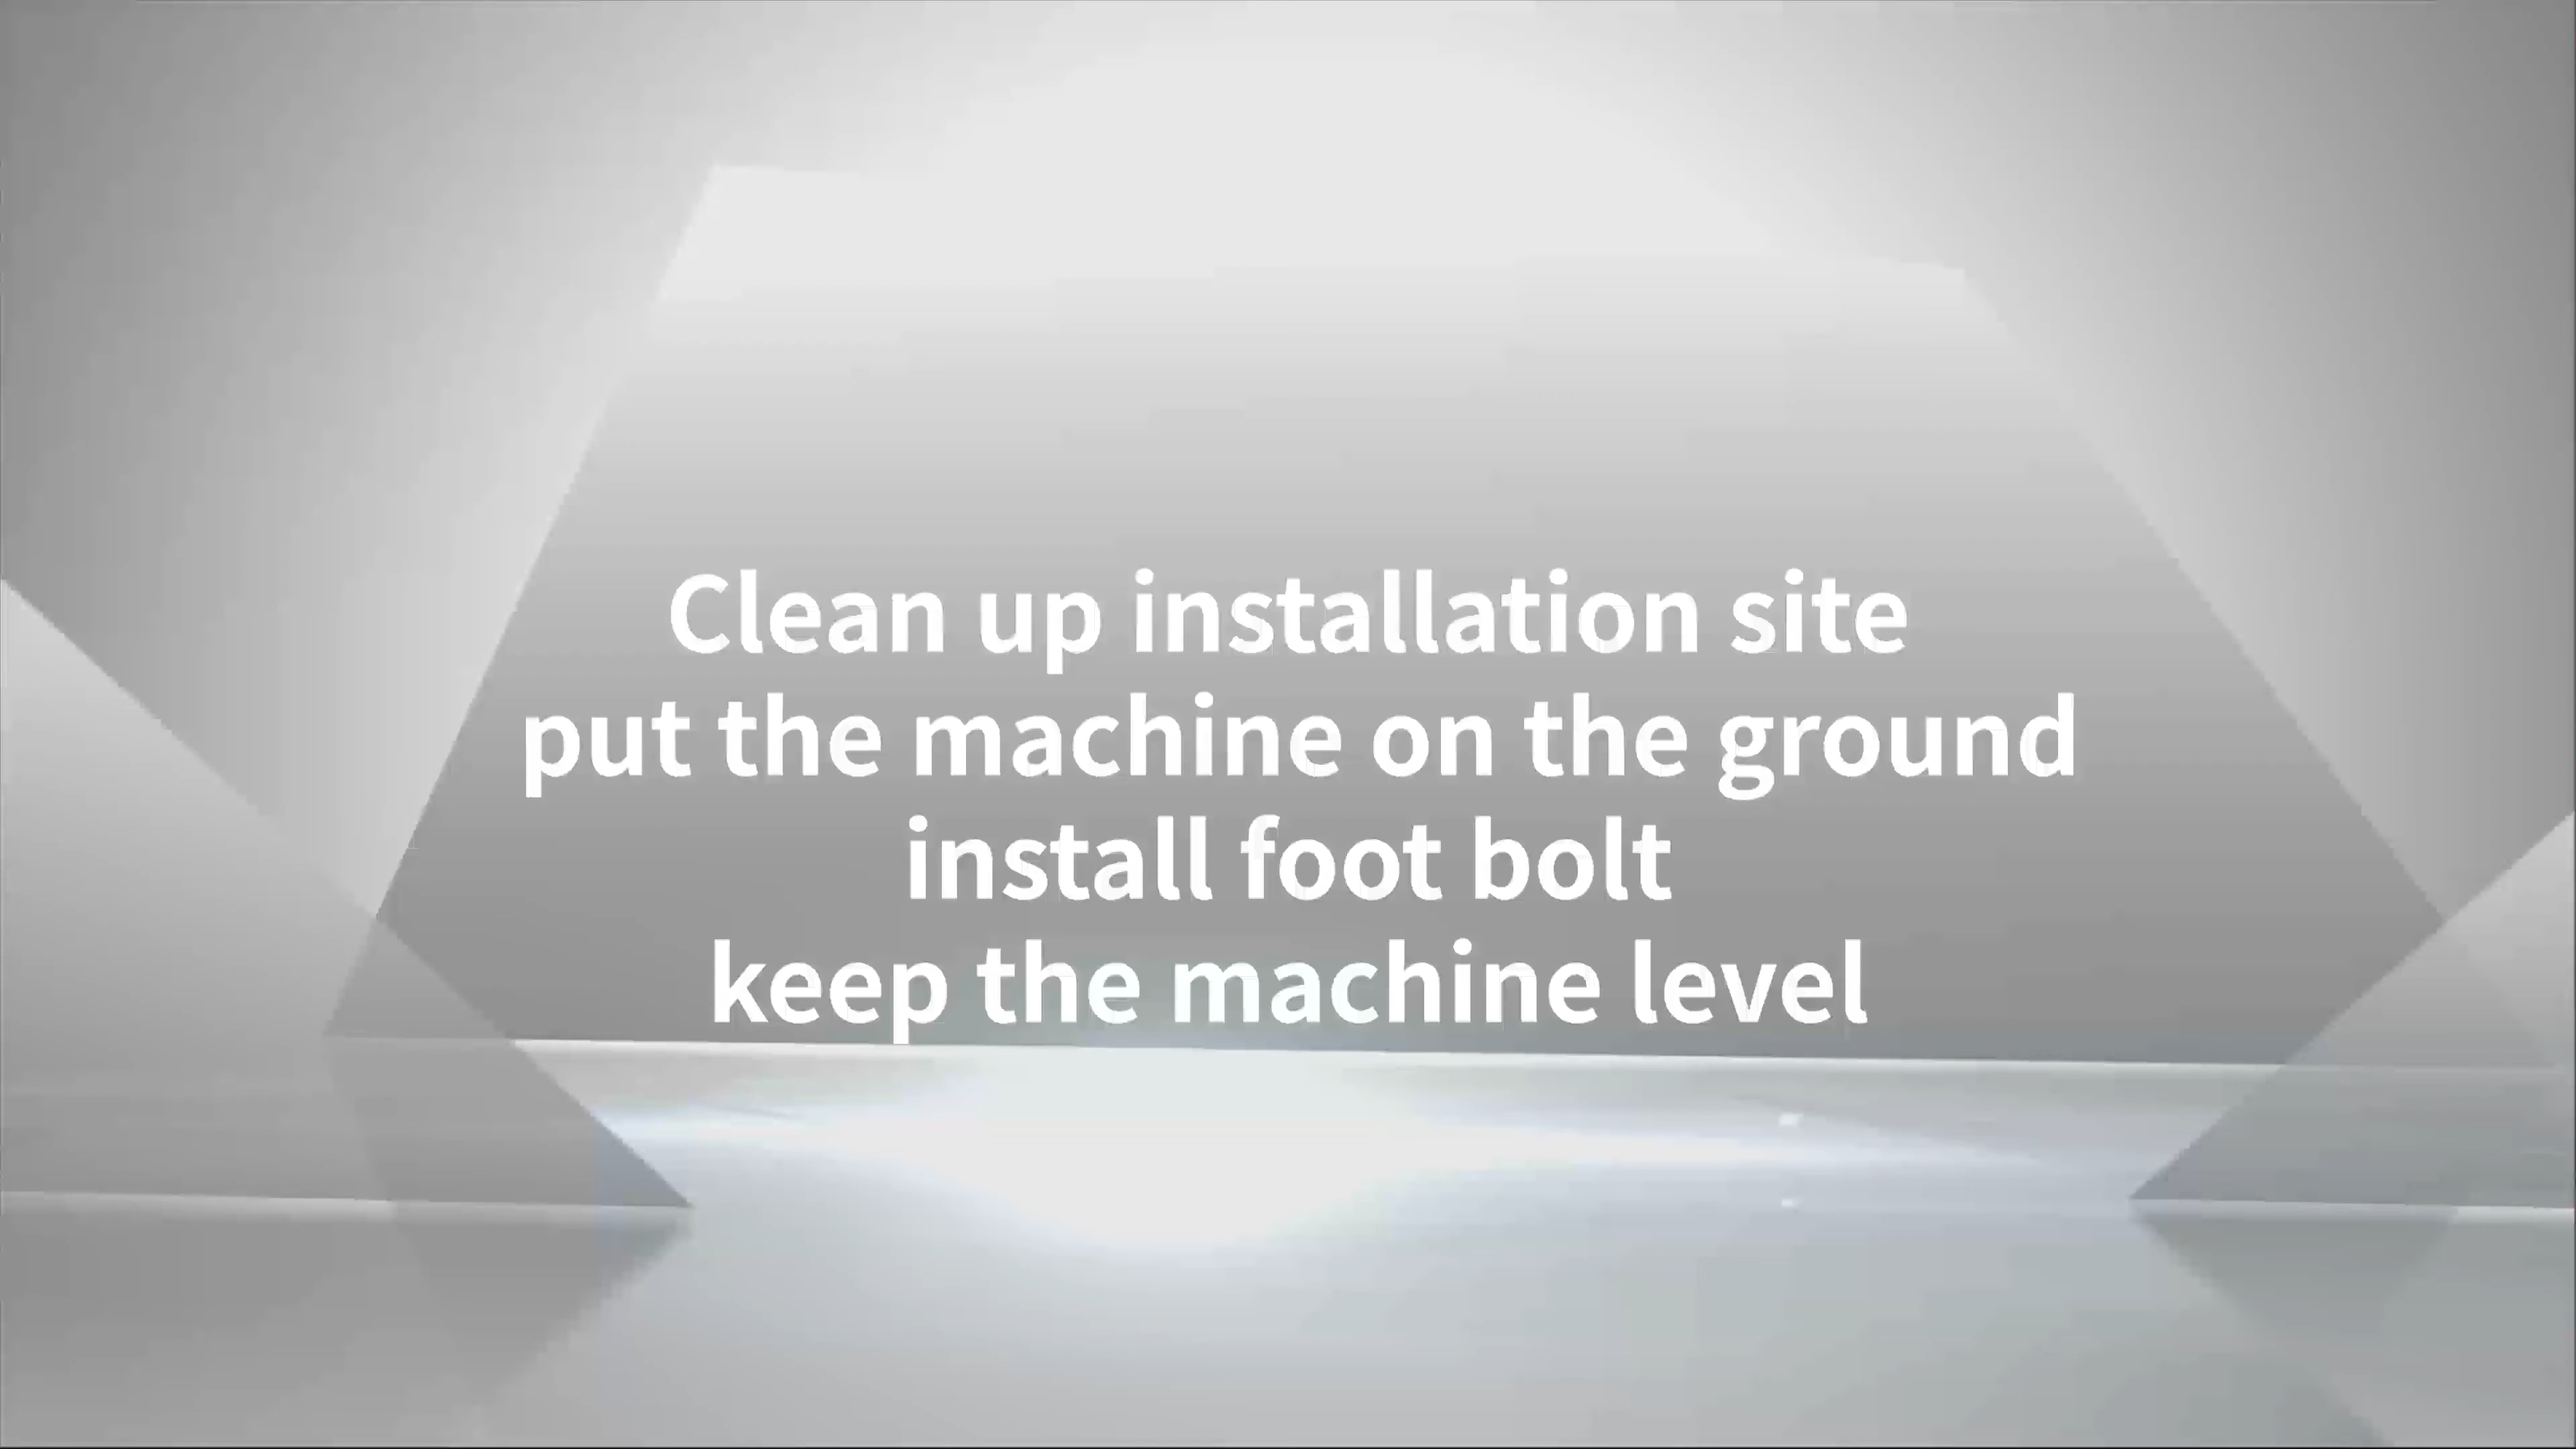 Clean up installation site
put the machine on the ground
install foot bolt
keep the machine level